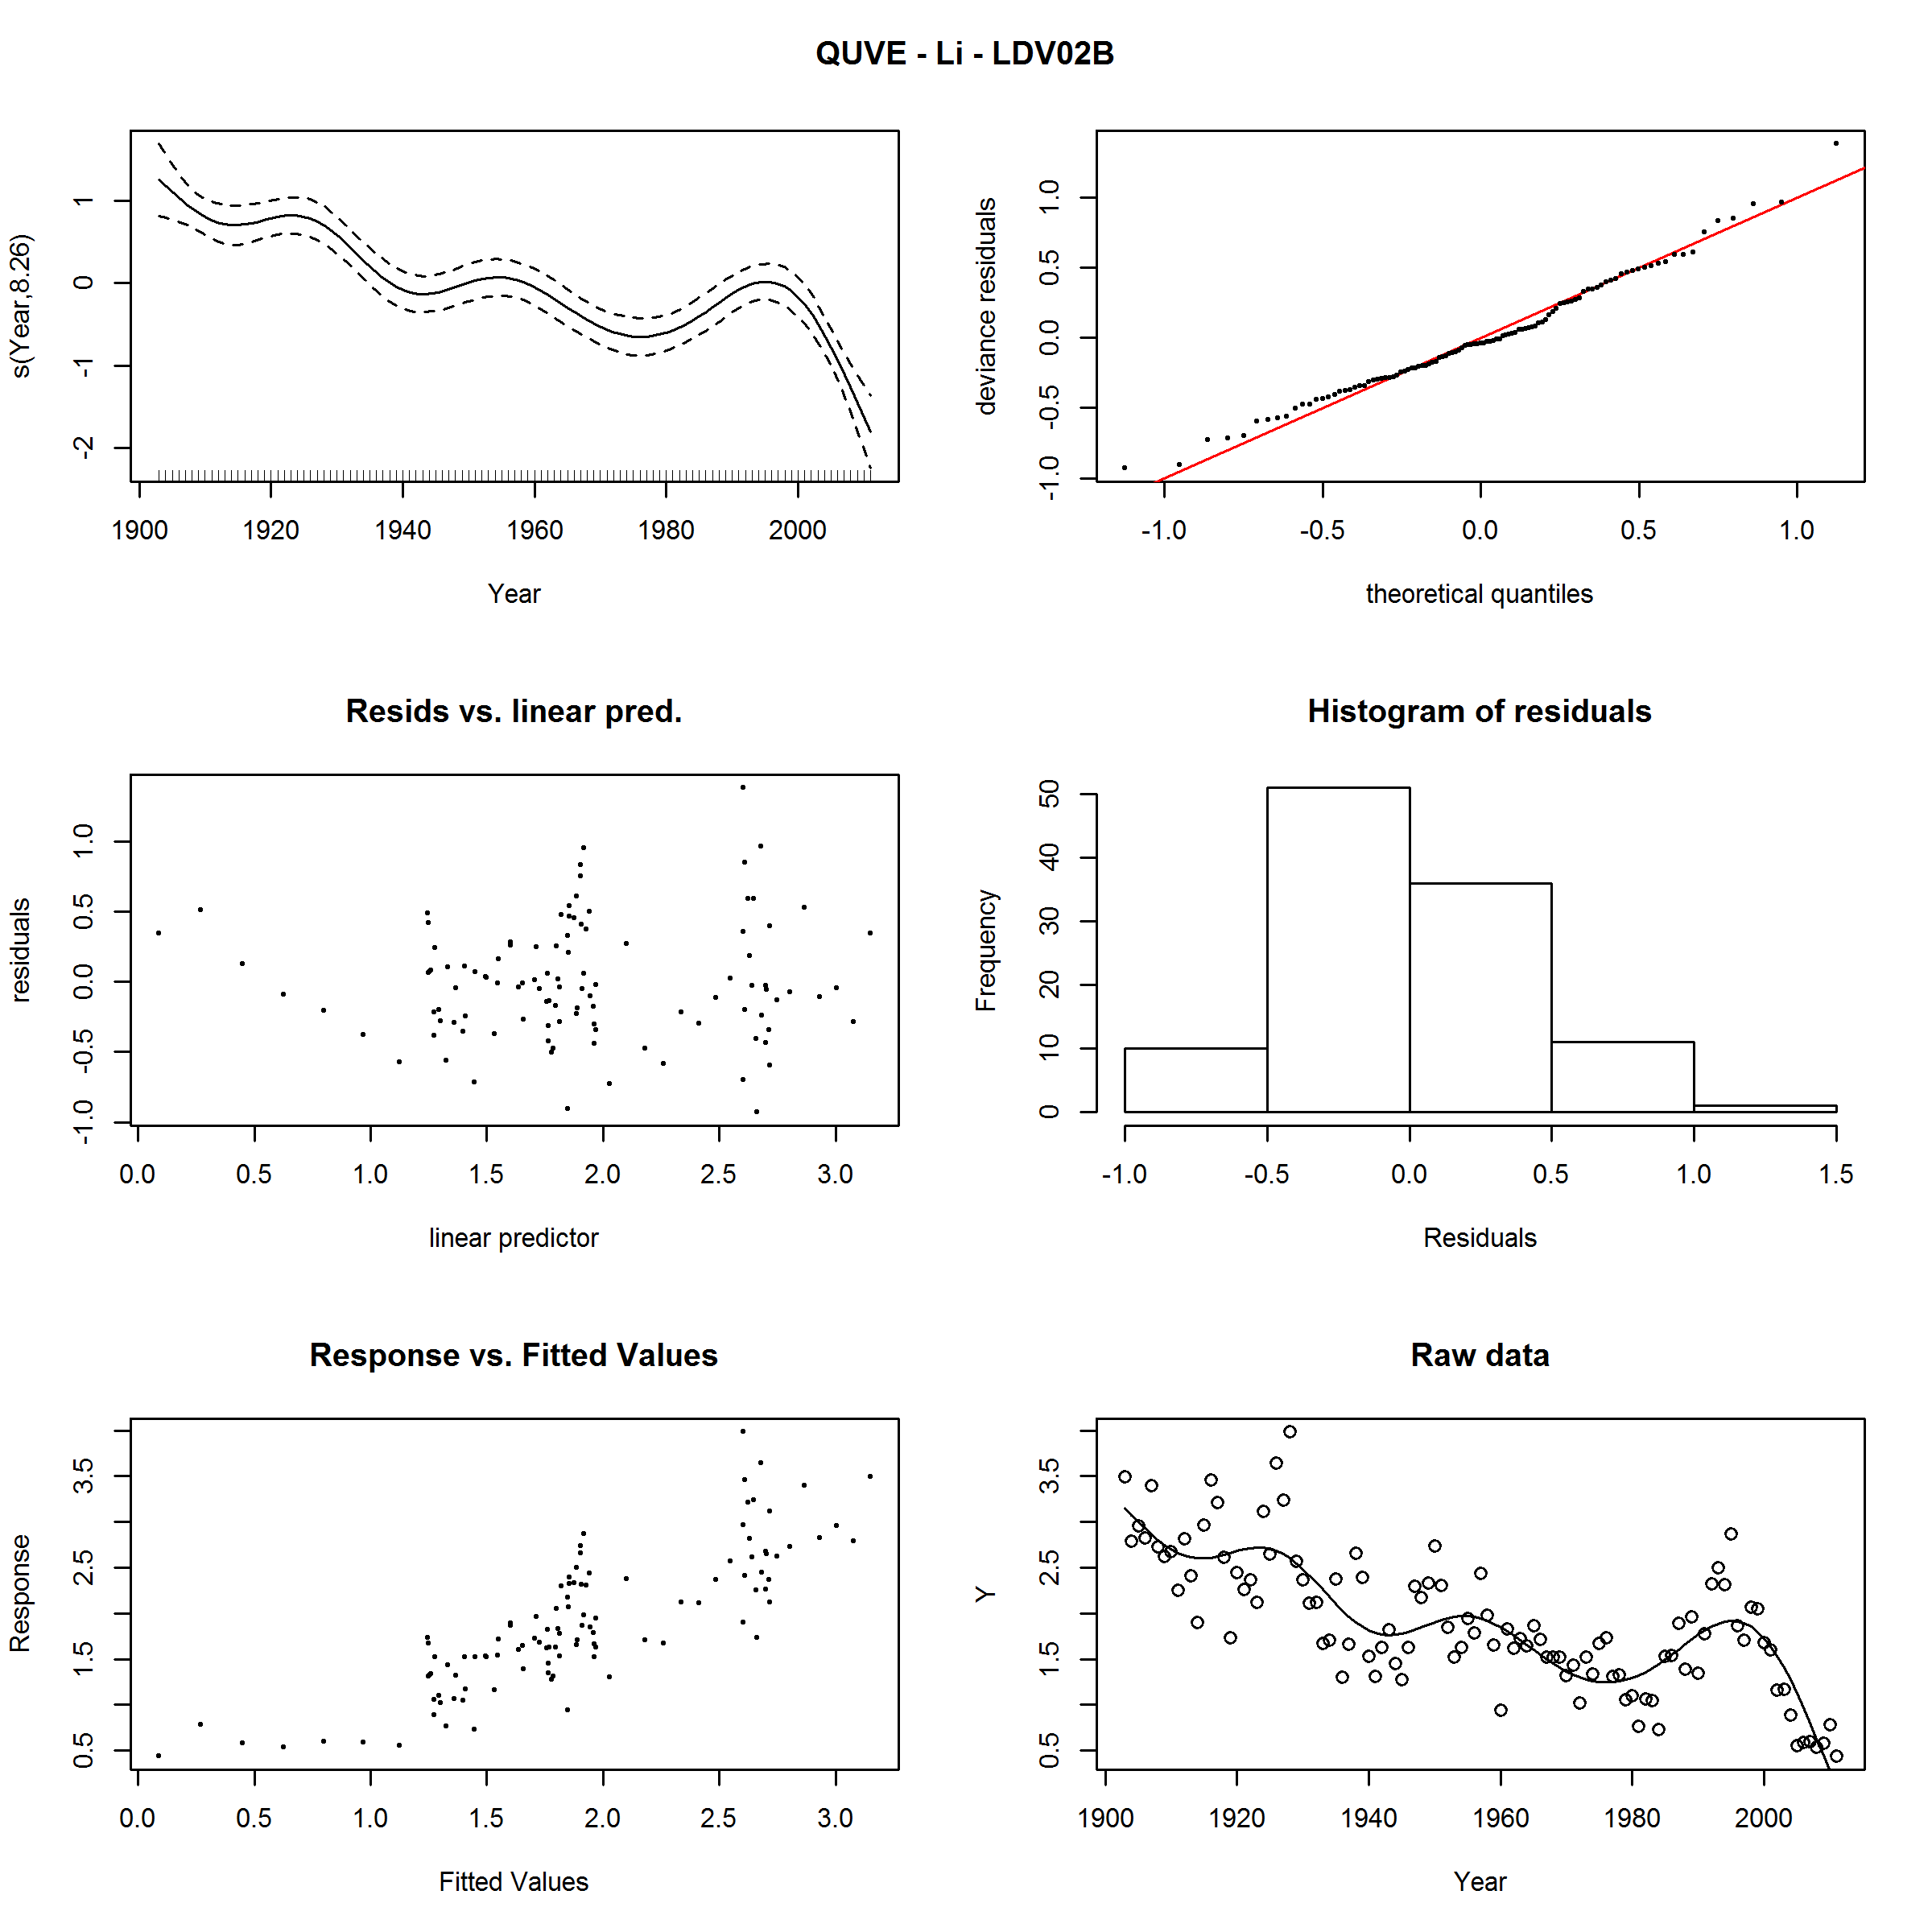 QUVE - Li - LDV02B
s(Year,8.26)
1
0
-1
-2
1900 1920 1940 1960 1980 2000
Year
deviance residuals
1.0
0.5
0.0
-0.5
-1.0
-1.0 -0.5 0.0 0.5 1.0
theoretical quantiles
Resids vs. linear pred.
residuals
1.0
0.5
0.0
-0.5
-1.0
0.0 0.5 1.0 1.5 2.0 2.5 3.0
linear predictor
Histogram of residuals
Frequency
50
40
30
20
10
0
-1.0 -0.5 0.0 0.5 1.0 1.5
Residuals
Response vs. Fitted Values
Response
3.5
2.5
1.5
0.5
0.0 0.5 1.0 1.5 2.0 2.5 3.0
Fitted Values
Raw data
Y
3.5
2.5
1.5
0.5
1900 1920 1940 1960 1980 2000
Year